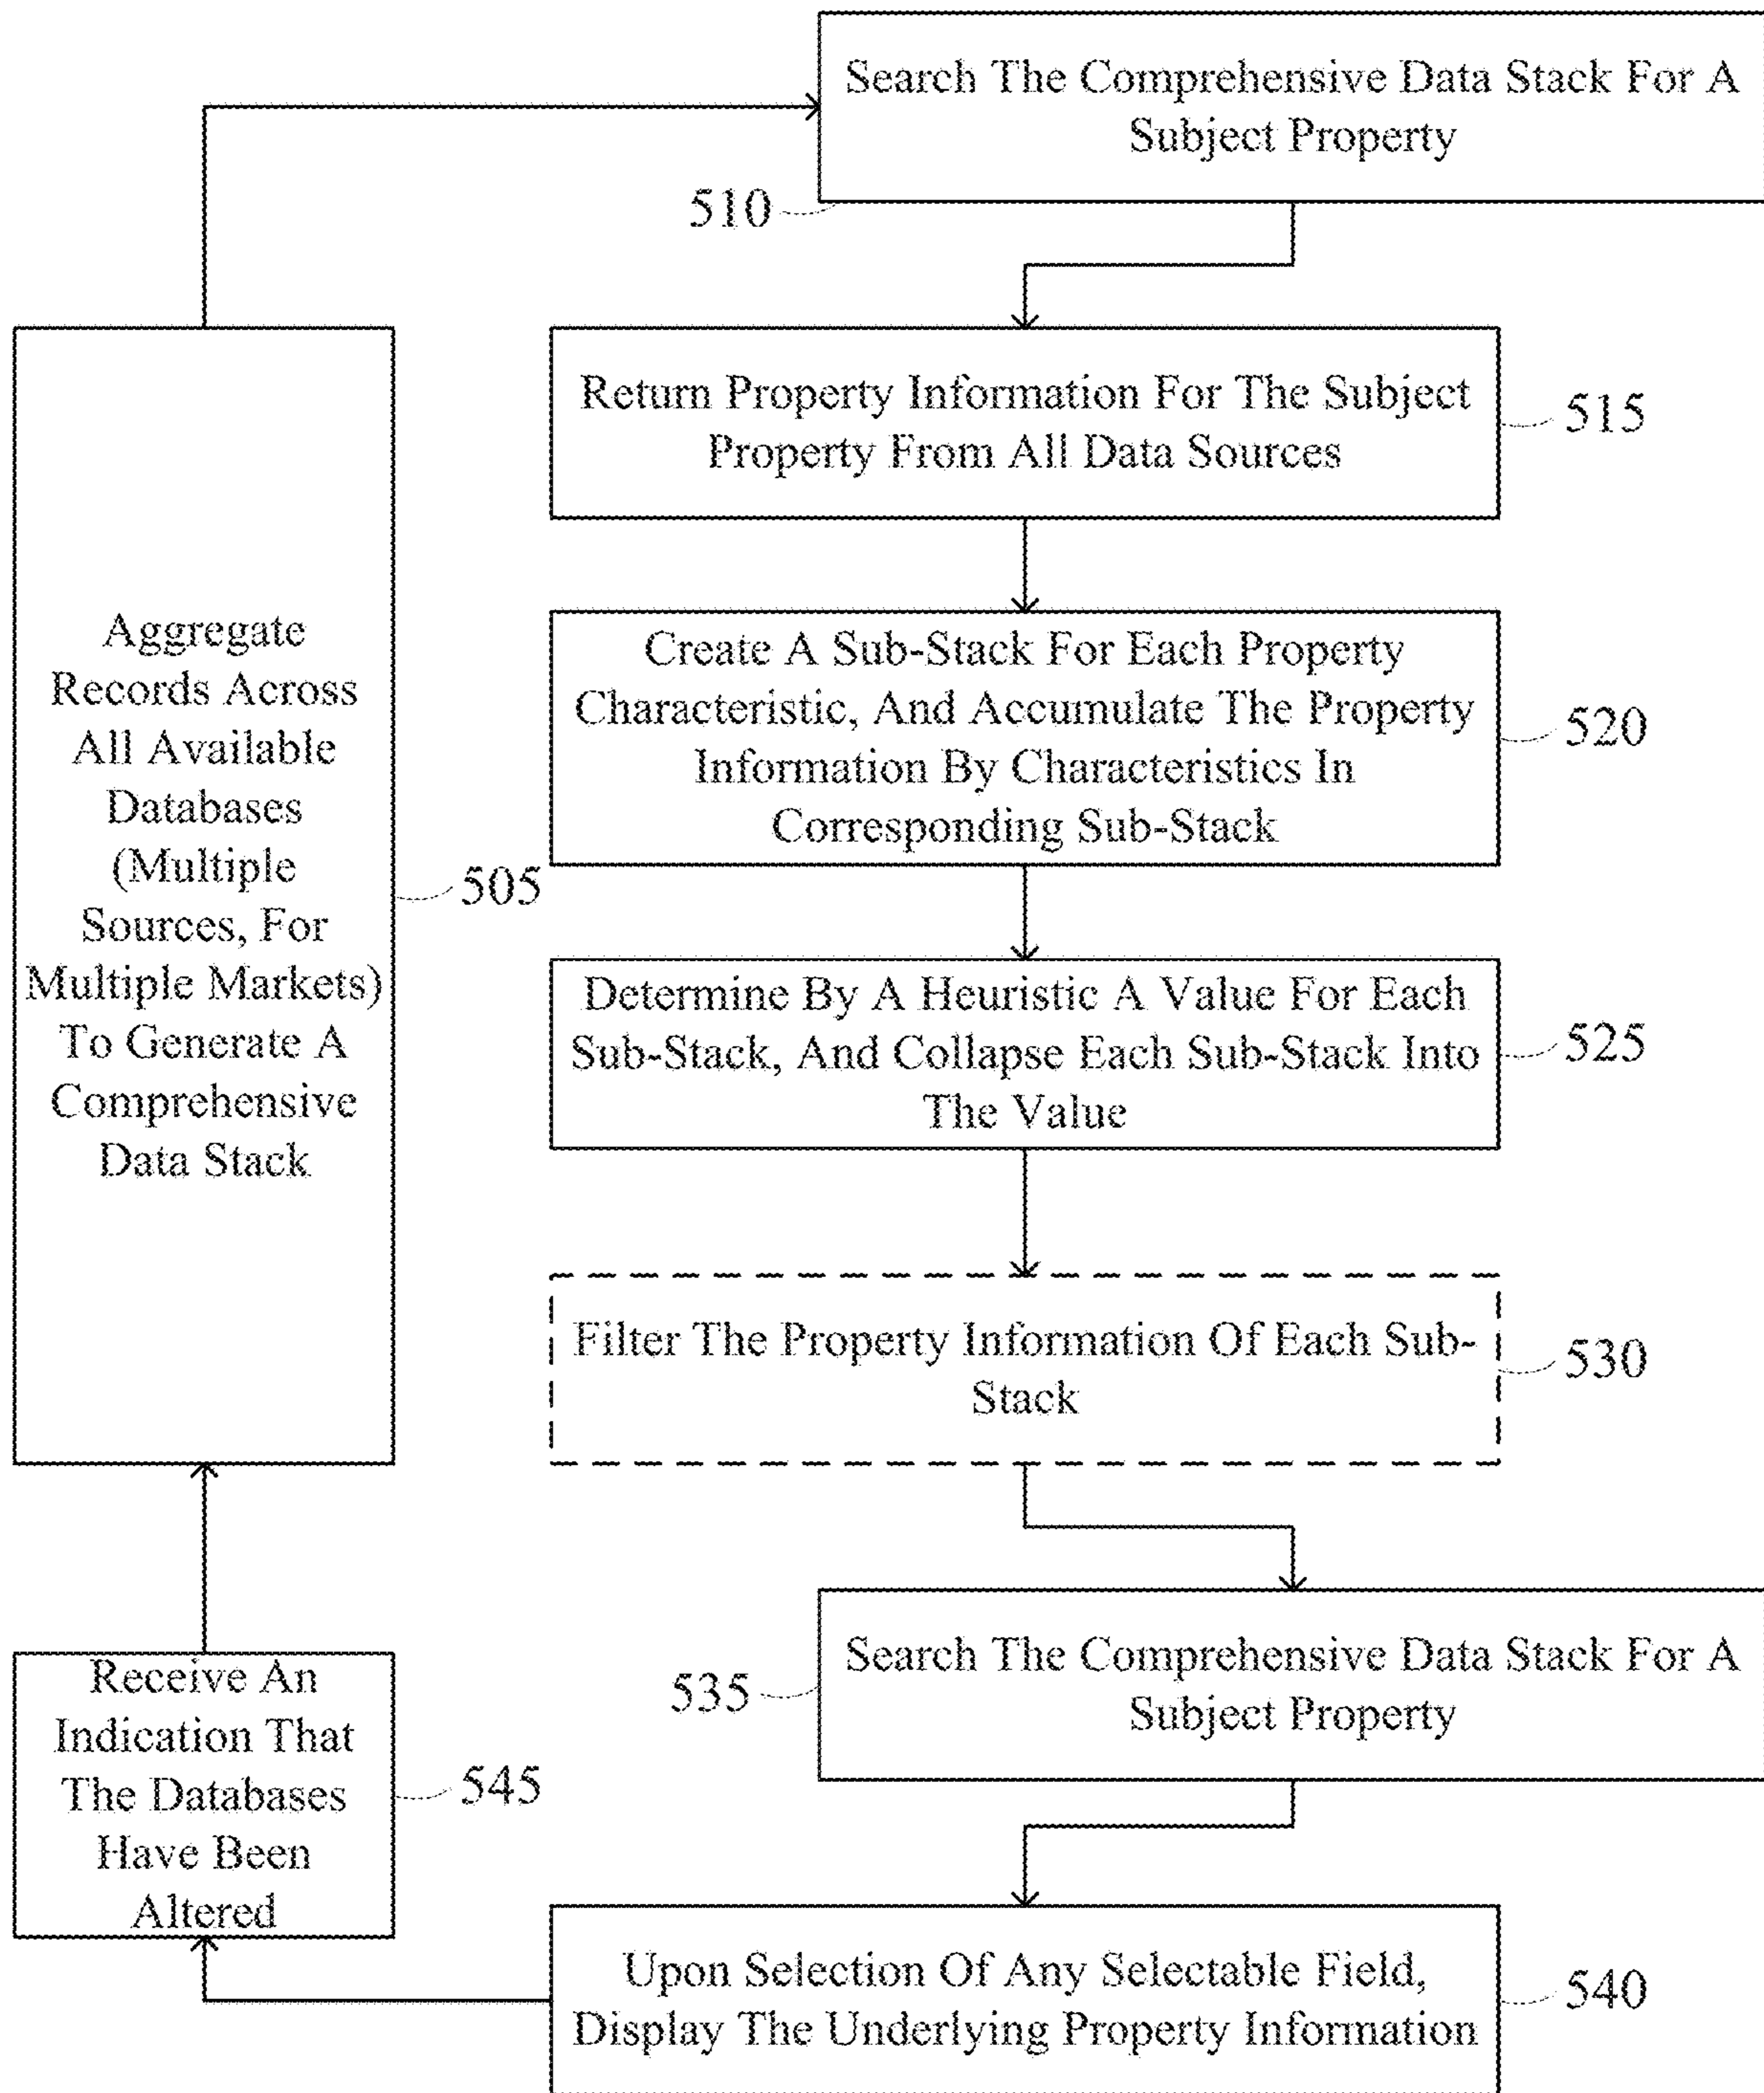 Search The Comprehensive Data Stack For A
Subject Property
510
Return Property Information For The Subject
Property From All Data Sources
515
Create A Sub-Stack For Each Property
Characteristic, And Accumulate The Property
Information By Characteristics In
Corresponding Sub-Stack
520
Aggregate
Records Across
All Available
Databases
(Multiple
Sources, For
Multiple Markets)
To Generate A
Comprehensive
Data Stack
505
Determine By A Heuristic A Value For Each
Sub-Stack, And Collapse Each Sub-Stack Into
The Value
525
Filter The Property Information Of Each Sub-
Stack
530
Search The Comprehensive Data Stack For A
Subject Property
535
Receive An
Indication That
The Databases
Have Been
Altered
545
Upon Selection Of Any Selectable Field,
Display The Underlying Property Information
540